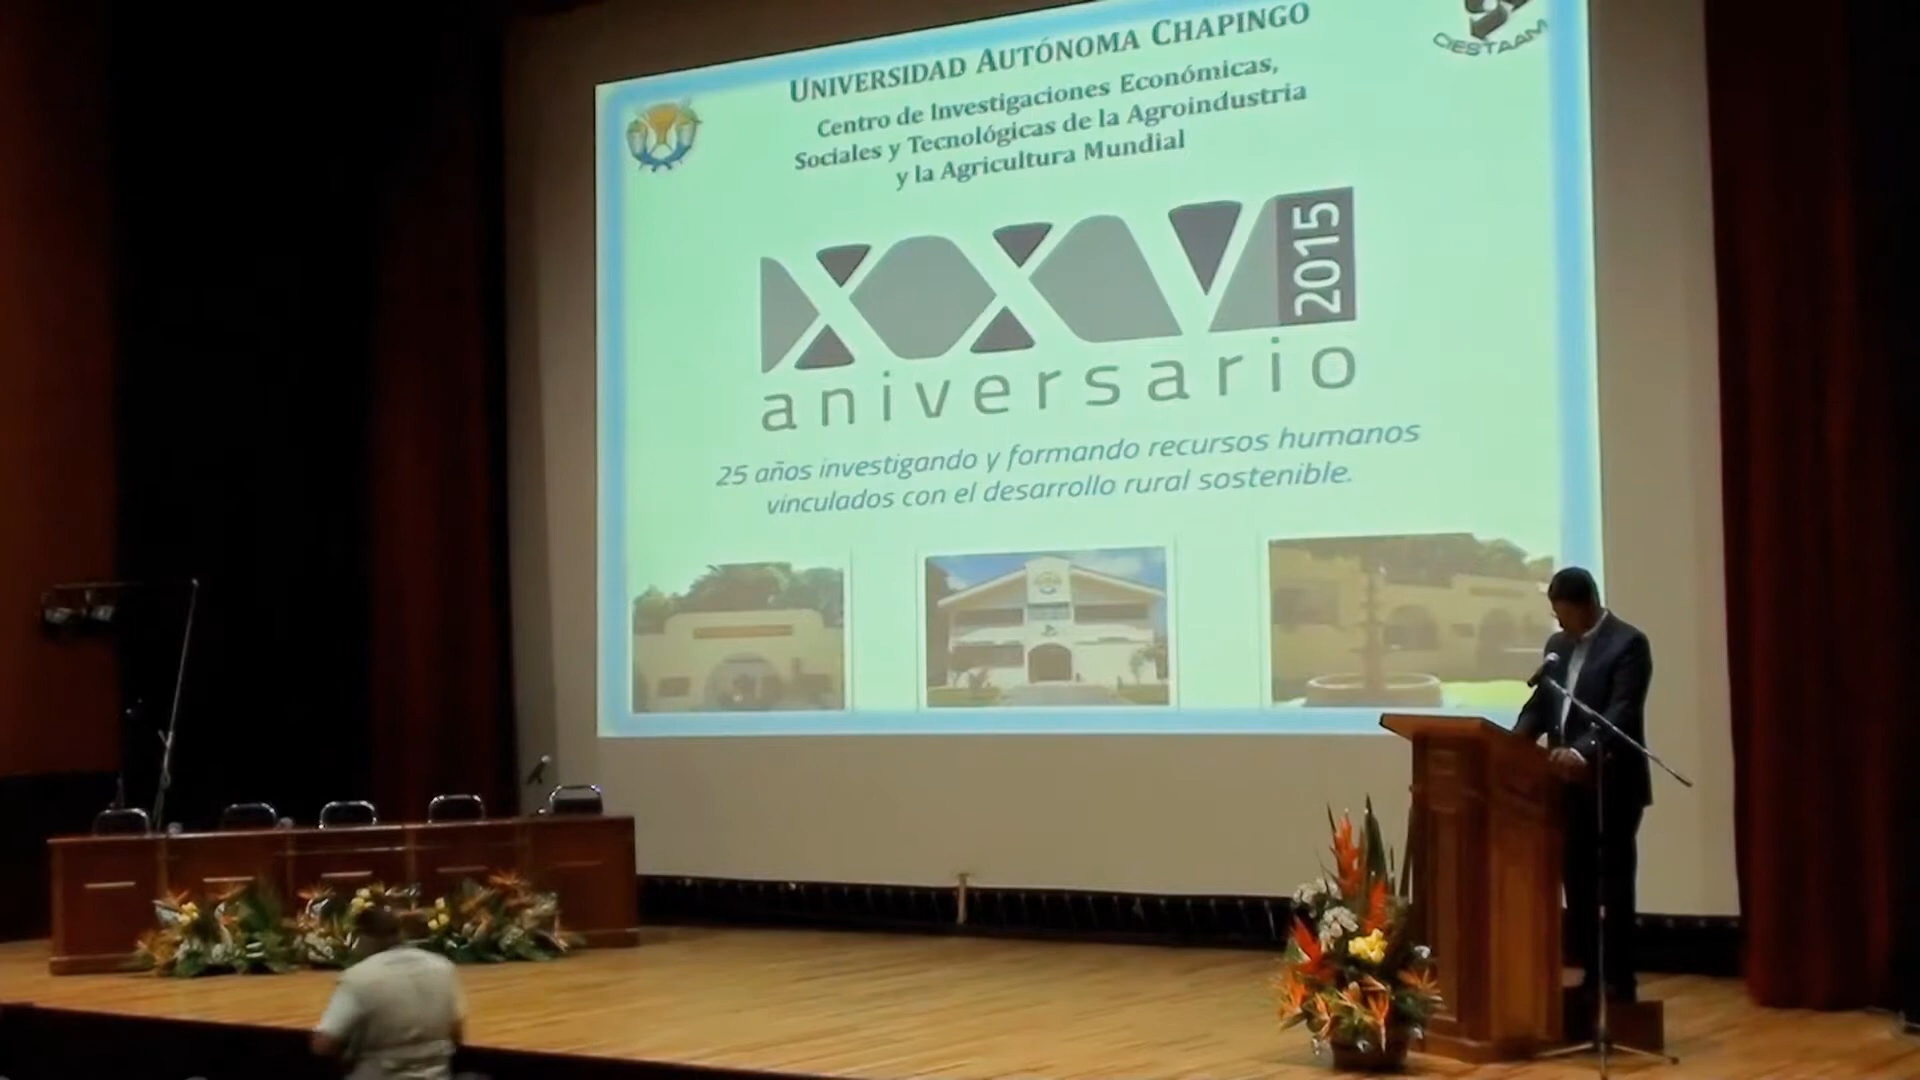 UNIVERSIDAD AUTÓNOMA CHAPINGO
CIESTAAM
Centro de Investigaciones Económicas,
Sociales y Tecnológicas de la Agroindustria
y la Agricultura Mundial
XXV 2015
aniversario
25 años investigando y formando recursos humanos
vinculados con el desarrollo rural sostenible.